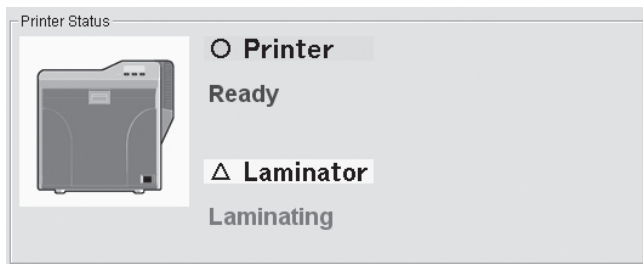 Printer Status
○ Printer
Ready
△ Laminator
Laminating